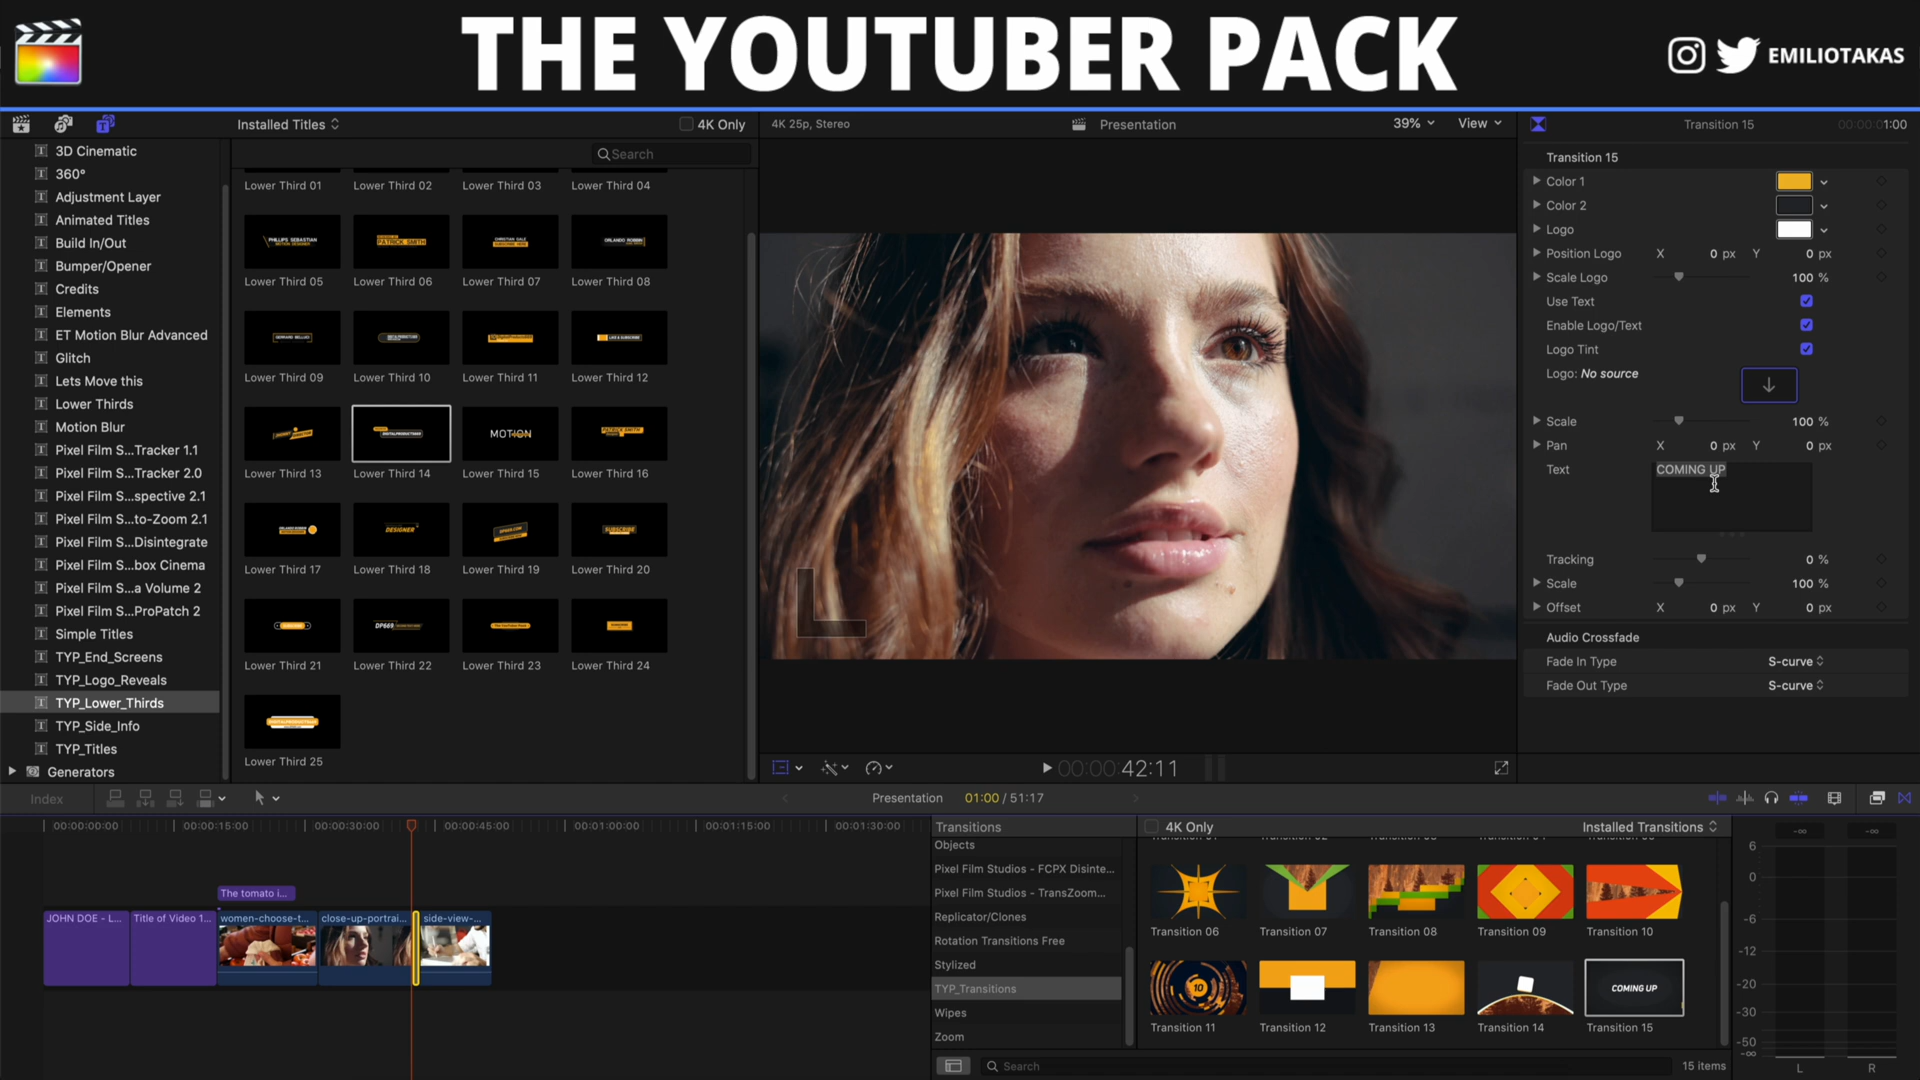 THE YOUTUBER PACK
EMILIOTAKAS
Installed Titles
4K Only
4K 25p, Stereo
Presentation
39%
View
Transition 15
00:00:01:00
Search
3D Cinematic
360°
Adjustment Layer
Animated Titles
Build In/Out
Bumper/Opener
Credits
Elements
ET Motion Blur Advanced
Glitch
Lets Move this
Lower Thirds
Motion Blur
Pixel Film S...Tracker 1.1
Pixel Film S...Tracker 2.0
Pixel Film S...spective 2.1
Pixel Film S...to-Zoom 2.1
Pixel Film S...Disintegrate
Pixel Film S...box Cinema
Pixel Film S...a Volume 2
Pixel Film S...ProPatch 2
Simple Titles
TYP_End_Screens
TYP_Logo_Reveals
TYP_Lower_Thirds
TYP_Side_Info
TYP_Titles
Generators
Lower Third 01
Lower Third 02
Lower Third 03
Lower Third 04
PHILLIPS SEBASTIAN
PATRICK SMITH
Lower Third 05
Lower Third 06
Lower Third 07
Lower Third 08
Lower Third 09
Lower Third 10
Lower Third 11
Lower Third 12
MOTION
Lower Third 13
Lower Third 14
Lower Third 15
Lower Third 16
DESIGNER
SUBSCRIBE
Lower Third 17
Lower Third 18
Lower Third 19
Lower Third 20
DP669
Lower Third 21
Lower Third 22
Lower Third 23
Lower Third 24
Lower Third 25
Transition 15
Color 1
Color 2
Logo
Position Logo X 0 px Y 0 px
Scale Logo 100 %
Use Text
Enable Logo/Text
Logo Tint
Logo: No source
Scale 100 %
Pan X 0 px Y 0 px
Text COMING UP
Tracking 0 %
Scale 100 %
Offset X 0 px Y 0 px
Audio Crossfade
Fade In Type S-curve
Fade Out Type S-curve
00:00:42:11
Index
Presentation
01:00 / 51:17
00:00:00:00
00:00:15:00
00:00:30:00
00:00:45:00
00:01:00:00
00:01:15:00
00:01:30:00
The tomato i...
JOHN DOE - L...
Title of Video 1...
women-choose-t...
close-up-portrai...
side-view-...
Transitions
4K Only
Installed Transitions
Objects
Pixel Film Studios - FCPX Disinte...
Pixel Film Studios - TransZoom...
Replicator/Clones
Rotation Transitions Free
Stylized
TYP_Transitions
Wipes
Zoom
Transition 06
Transition 07
Transition 08
Transition 09
Transition 10
10
COMING UP
Transition 11
Transition 12
Transition 13
Transition 14
Transition 15
Search
15 items
-∞
-∞
6
0
-6
-12
-20
-30
-50
-∞
L
R